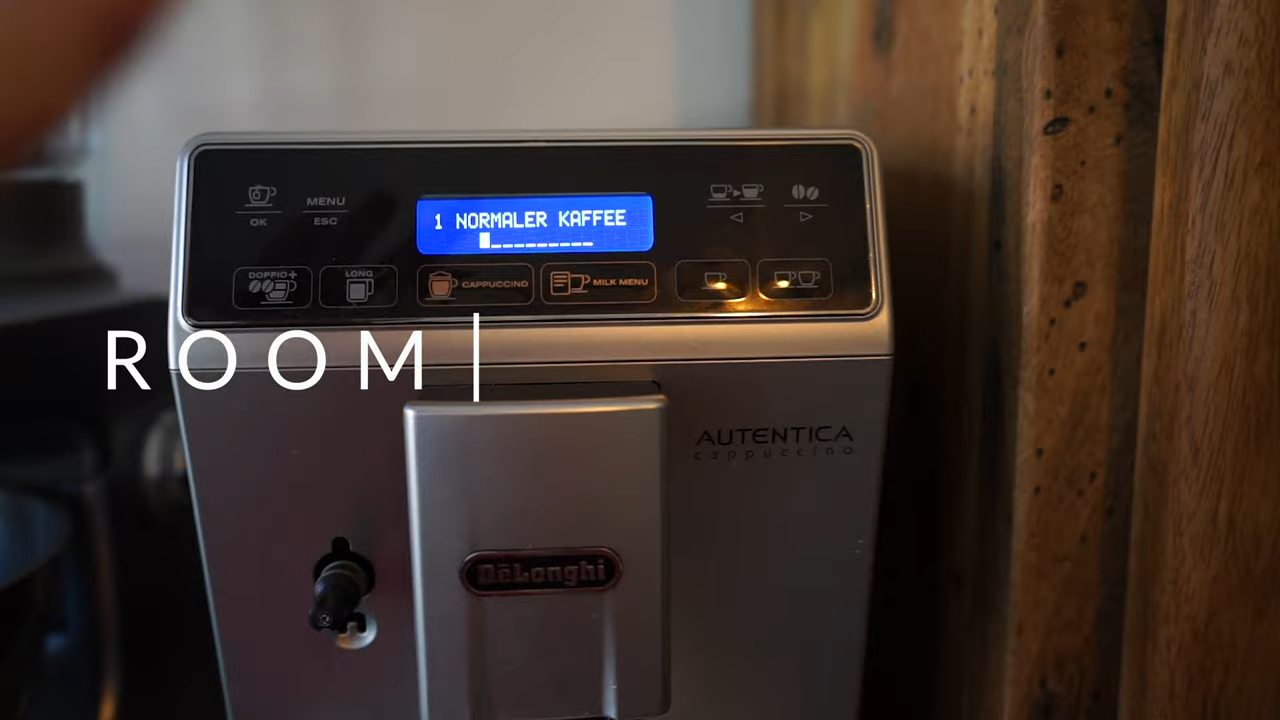 OK
MENU
ESC
1 NORMALER KAFFEE
DOPPIO+
LONG
CAPPUCCINO
MILK MENU
ROOM
AUTENTICA
cappuccino
DeLonghi